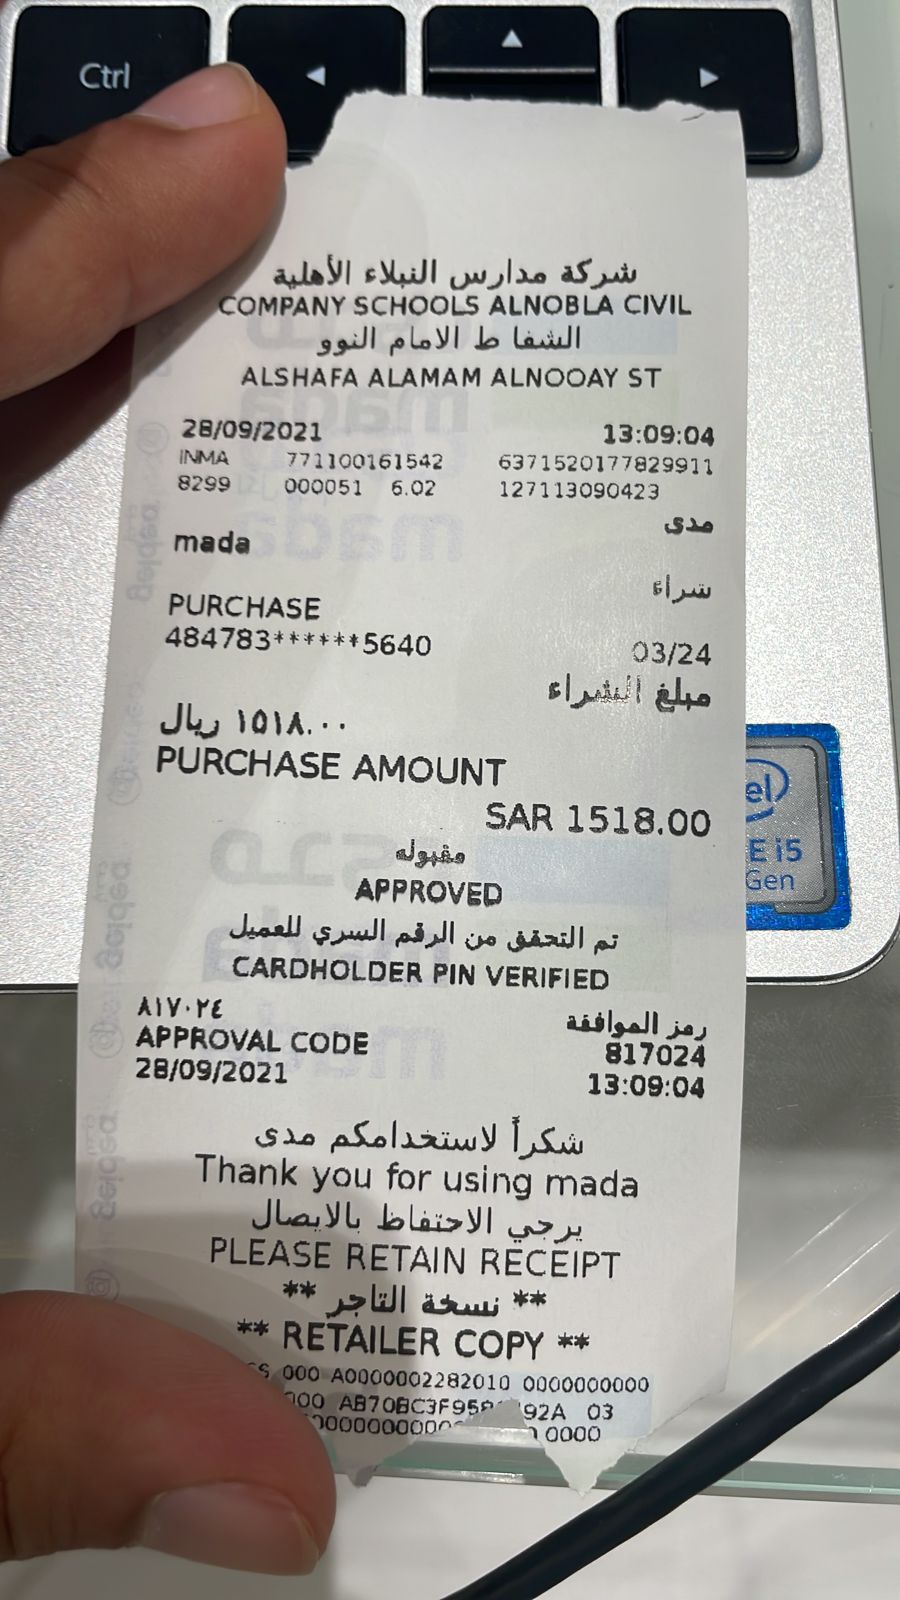 Ctrl
شركة مدارس النبلاء الأهلية
COMPANY SCHOOLS ALNOBLA CIVIL
الشفا ط الامام النوو
ALSHAFA ALAMAM ALNOOAY ST
28/09/2021 13:09:04
INMA 771100161542 6371520177829911
8299 000051 6.02 127113090423
مدى
mada
شراء
PURCHASE
484783******5640 03/24
مبلغ الشراء
١٥١٨.٠٠ ريال
PURCHASE AMOUNT
SAR 1518.00
مقبوله
APPROVED
تم التحقق من الرقم السري للعميل
CARDHOLDER PIN VERIFIED
٨١٧٠٢٤ رمز الموافقة
APPROVAL CODE 817024
28/09/2021 13:09:04
شكراً لاستخدامكم مدى
Thank you for using mada
يرجي الاحتفاظ بالايصال
PLEASE RETAIN RECEIPT
** نسخة التاجر **
** RETAILER COPY **
000 A0000002282010 0000000000
03
0000
i5
Gen